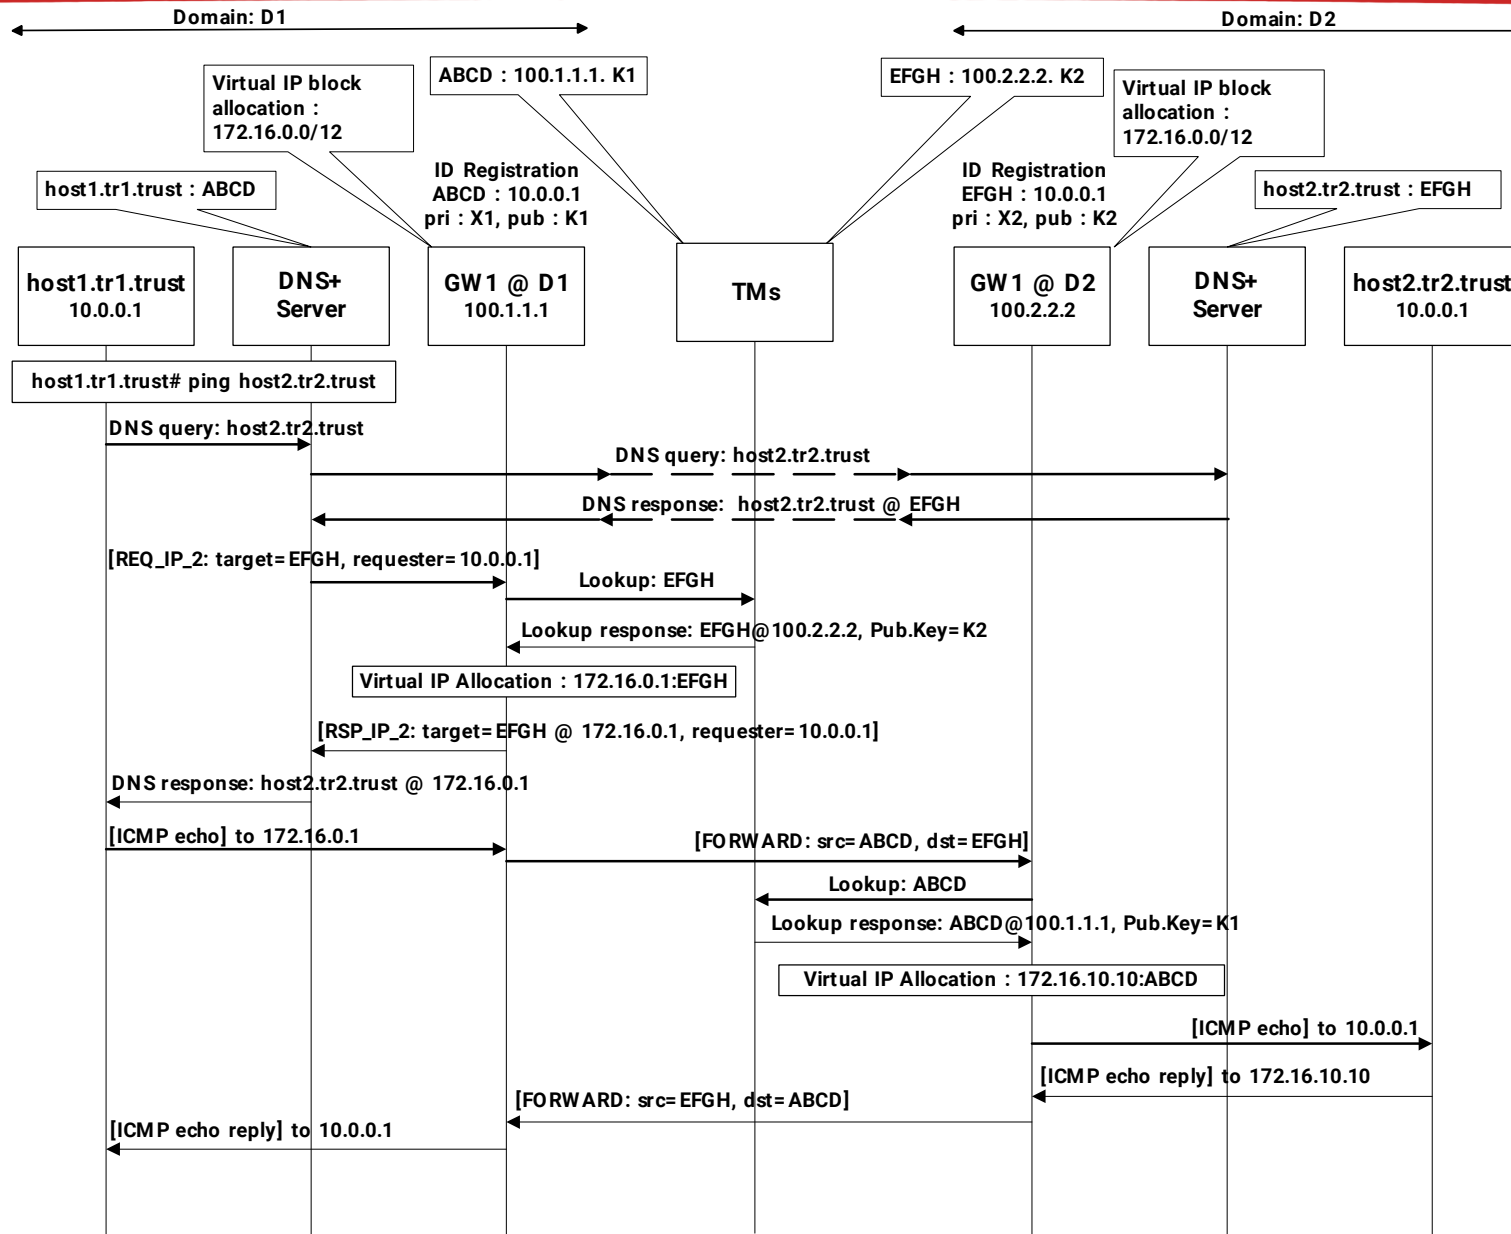 Domain: D1
Domain: D2
Virtual IP block
allocation :
172.16.0.0/12
ABCD : 100.1.1.1. K1
EFGH : 100.2.2.2. K2
Virtual IP block
allocation :
172.16.0.0/12
host1.tr1.trust : ABCD
ID Registration
ABCD : 10.0.0.1
pri : X1, pub : K1
ID Registration
EFGH : 10.0.0.1
pri : X2, pub : K2
host2.tr2.trust : EFGH
host1.tr1.trust
10.0.0.1
DNS+
Server
GW1 @ D1
100.1.1.1
TMs
GW1 @ D2
100.2.2.2
DNS+
Server
host2.tr2.trust
10.0.0.1
host1.tr1.trust# ping host2.tr2.trust
DNS query: host2.tr2.trust
DNS query: host2.tr2.trust
DNS response: host2.tr2.trust @ EFGH
[REQ_IP_2: target=EFGH, requester=10.0.0.1]
Lookup: EFGH
Lookup response: EFGH@100.2.2.2, Pub.Key=K2
Virtual IP Allocation : 172.16.0.1:EFGH
[RSP_IP_2: target=EFGH @ 172.16.0.1, requester=10.0.0.1]
DNS response: host2.tr2.trust @ 172.16.0.1
[ICMP echo] to 172.16.0.1
[FORWARD: src=ABCD, dst=EFGH]
Lookup: ABCD
Lookup response: ABCD@100.1.1.1, Pub.Key=K1
Virtual IP Allocation : 172.16.10.10:ABCD
[ICMP echo] to 10.0.0.1
[ICMP echo reply] to 172.16.10.10
[FORWARD: src=EFGH, dst=ABCD]
[ICMP echo reply] to 10.0.0.1